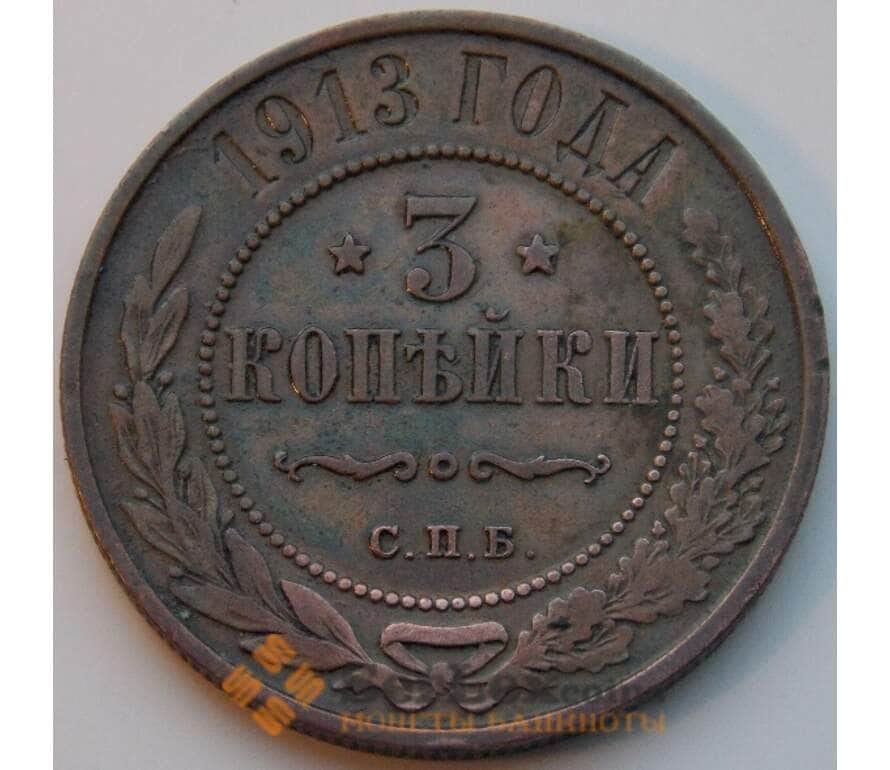 1913 ГОДА
3
КОПѢЙКИ
С.П.Б.
МОНЕТЫ БАНКНОТЫ